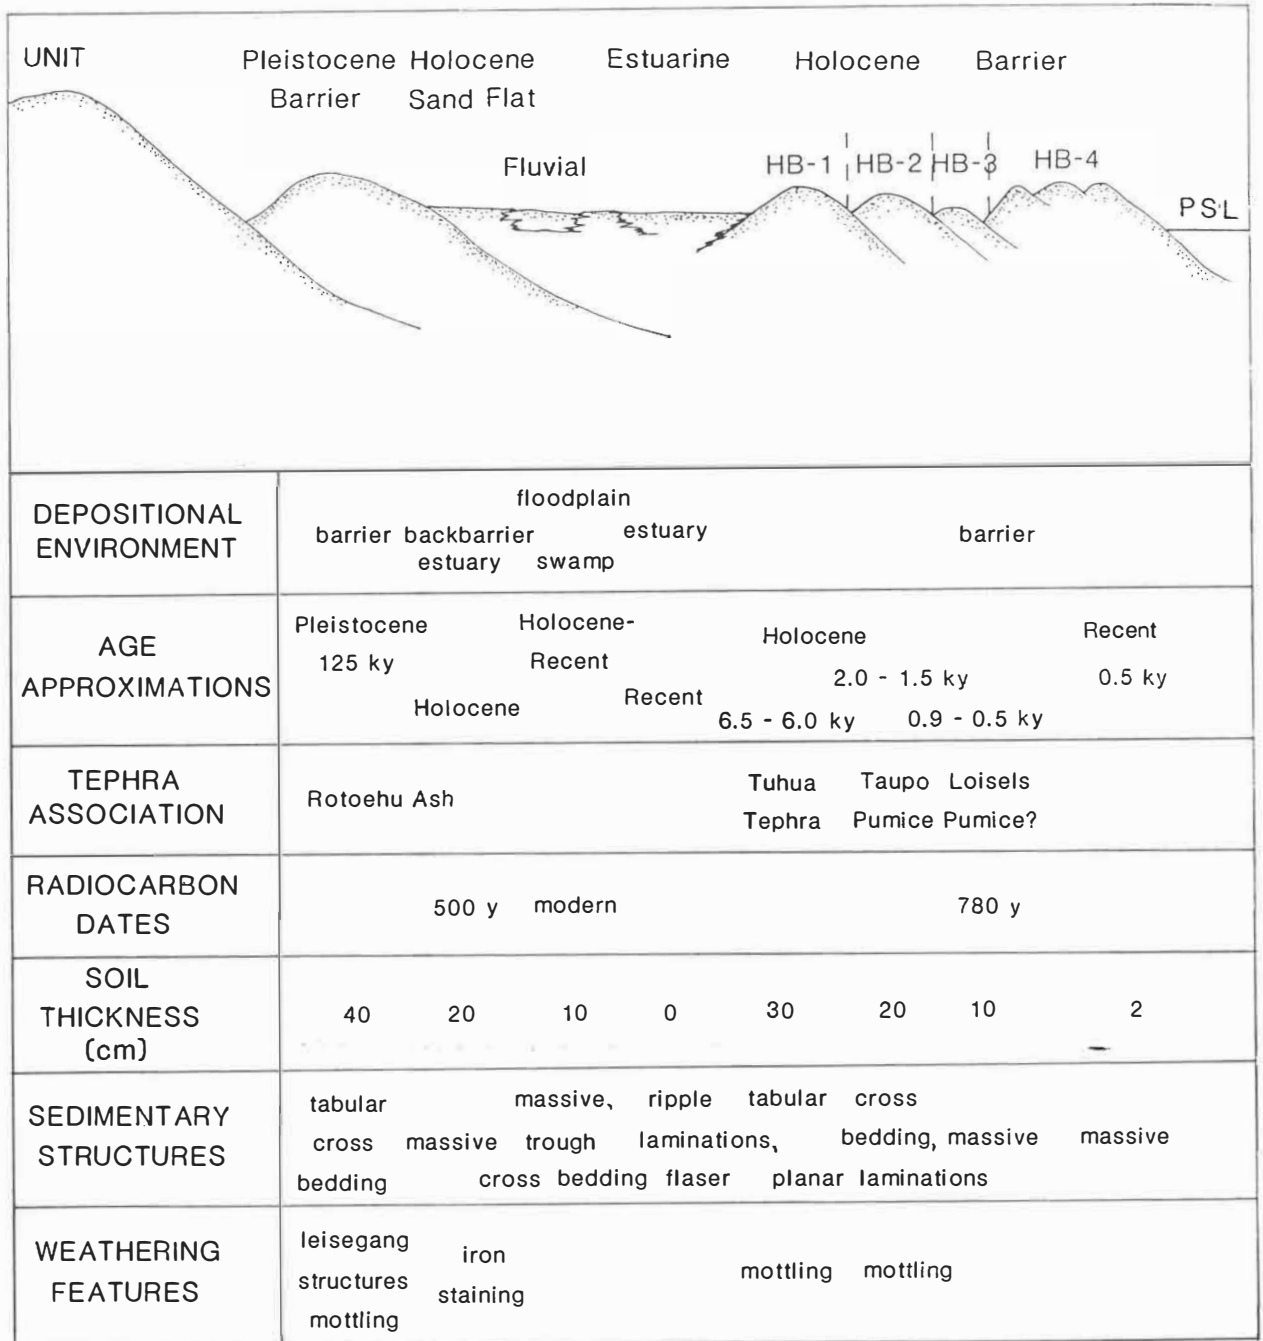 UNIT Pleistocene Holocene Estuarine Holocene Barrier
Barrier Sand Flat
Fluvial HB-1 HB-2 HB-3 HB-4
PSL
DEPOSITIONAL
ENVIRONMENT
floodplain
barrier backbarrier estuary barrier
estuary swamp
AGE
APPROXIMATIONS
Pleistocene Holocene- Holocene Recent
125 ky Recent 2.0 - 1.5 ky 0.5 ky
Holocene Recent 6.5 - 6.0 ky 0.9 - 0.5 ky
TEPHRA
ASSOCIATION
Rotoehu Ash
Tuhua Taupo Loisels
Tephra Pumice Pumice?
RADIOCARBON
DATES
500 y modern 780 y
SOIL
THICKNESS
(cm)
40 20 10 0 30 20 10 2
SEDIMENTARY
STRUCTURES
tabular massive, ripple tabular cross
cross massive trough laminations, bedding, massive massive
bedding cross bedding flaser planar laminations
WEATHERING
FEATURES
leisegang iron
structures staining mottling mottling
mottling